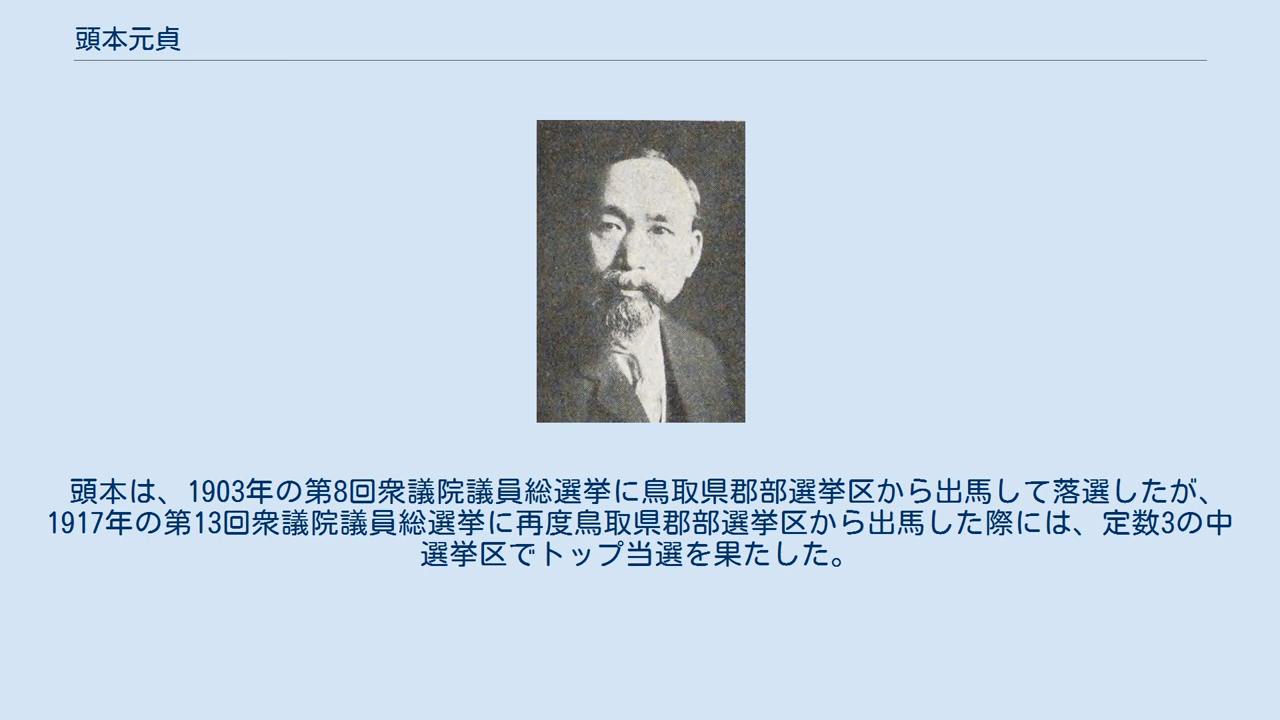 頭本元貞
頭本は、1903年の第8回衆議院議員総選挙に鳥取県郡部選挙区から出馬して落選したが、
1917年の第13回衆議院議員総選挙に再度鳥取県郡部選挙区から出馬した際には、定数3の中
選挙区でトップ当選を果たした。